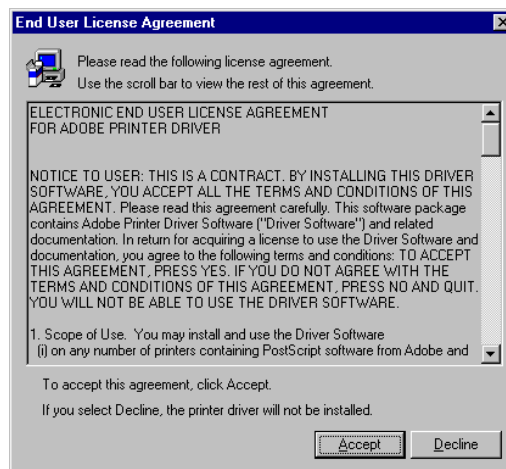 End User License Agreement
Please read the following license agreement.
Use the scroll bar to view the rest of this agreement.
ELECTRONIC END USER LICENSE AGREEMENT
FOR ADOBE PRINTER DRIVER
NOTICE TO USER: THIS IS A CONTRACT. BY INSTALLING THIS DRIVER
SOFTWARE, YOU ACCEPT ALL THE TERMS AND CONDITIONS OF THIS
AGREEMENT. Please read this agreement carefully. This software package
contains Adobe Printer Driver Software ("Driver Software") and related
documentation. In return for acquiring a license to use the Driver Software and
documentation, you agree to the following terms and conditions: TO ACCEPT
THIS AGREEMENT, PRESS YES. IF YOU DO NOT AGREE WITH THE
TERMS AND CONDITIONS OF THIS AGREEMENT, PRESS NO AND QUIT.
YOU WILL NOT BE ABLE TO USE THE DRIVER SOFTWARE.
1. Scope of Use. You may install and use the Driver Software
(i) on any number of printers containing PostScript software from Adobe and
To accept this agreement, click Accept.
If you select Decline, the printer driver will not be installed.
Accept
Decline